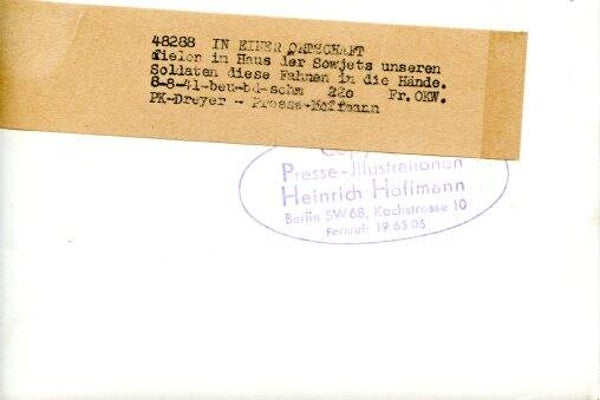 48288 IN EINER ORTSCHAFT
fielen in Haus der Sowjets unseren
Soldaten diese Fahnen in die Hände.
8-8-41-beu-bd-schm 22o Fr. OKW.
PK-Dreyer - Presse-Hoffmann
Presse-Illustrationen
Heinrich Hoffmann
Berlin SW 68, Kochstrasse 10
Fernruf: 19 65 05